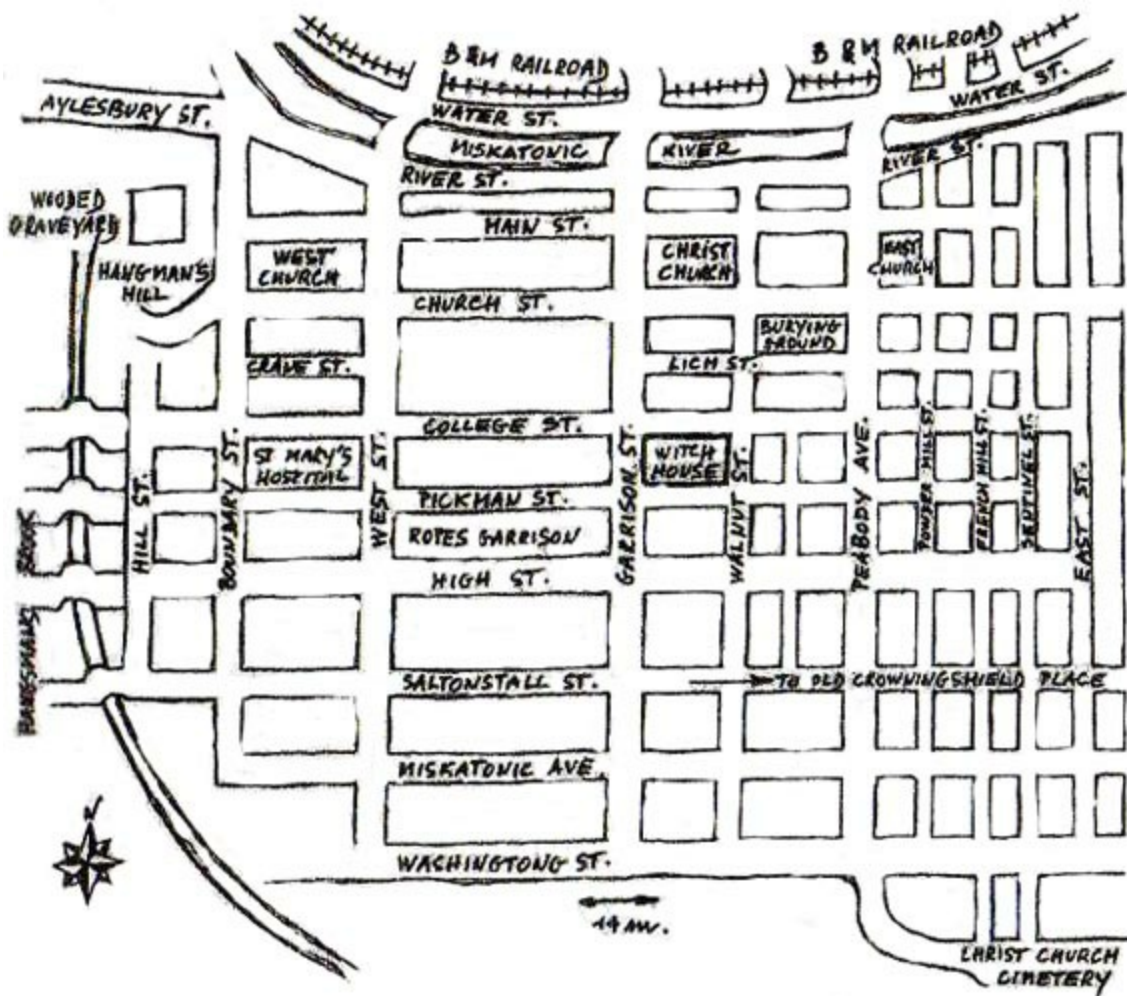 B & M RAILROAD
B & M RAILROAD
WATER ST.
AYLESBURY ST.
WATER ST.
MISKATONIC
RIVER
RIVER ST.
RIVER ST.
WOODED
GRAVEYARD
MAIN ST.
HANGMAN'S
HILL
WEST
CHURCH
CHRIST
CHURCH
EAST
CHURCH
CHURCH ST.
BURYING
GROUND
CRANE ST.
LICH ST.
COLLEGE ST.
ST MARY'S
HOSPITAL
WITCH
HOUSE
PICKMAN ST.
ROPES GARRISON
HIGH ST.
HILL ST.
BOUNDARY ST.
WEST ST.
GARRISON ST.
WALNUT ST.
PEABODY AVE.
POWDER MILL ST.
FRENCH HILL ST.
SENTINEL ST.
EAST ST.
HANGSMANS
BROOK
SALTONSTALL ST.
TO OLD CROWNINGSHIELD PLACE
MISKATONIC AVE.
N
WASHINGTONG ST.
CHRIST CHURCH
CIMETERY